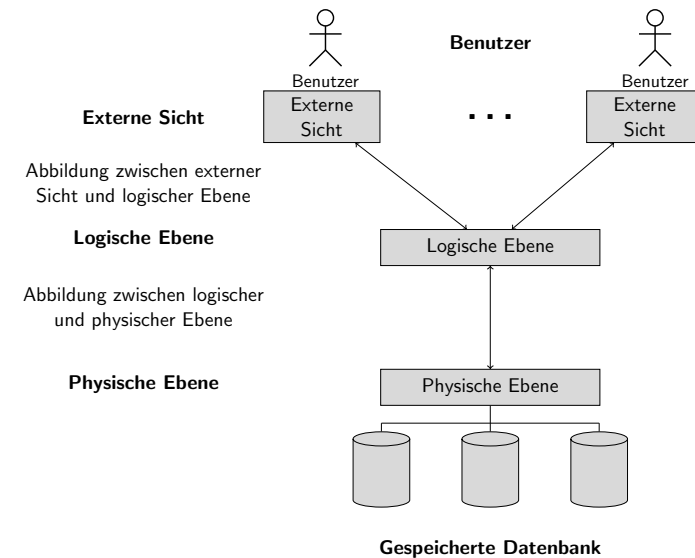 Benutzer
Benutzer
Benutzer
Externe Sicht
Externe
Sicht
. . .
Externe
Sicht
Abbildung zwischen externer
Sicht und logischer Ebene
Logische Ebene
Logische Ebene
Abbildung zwischen logischer
und physischer Ebene
Physische Ebene
Physische Ebene
Gespeicherte Datenbank